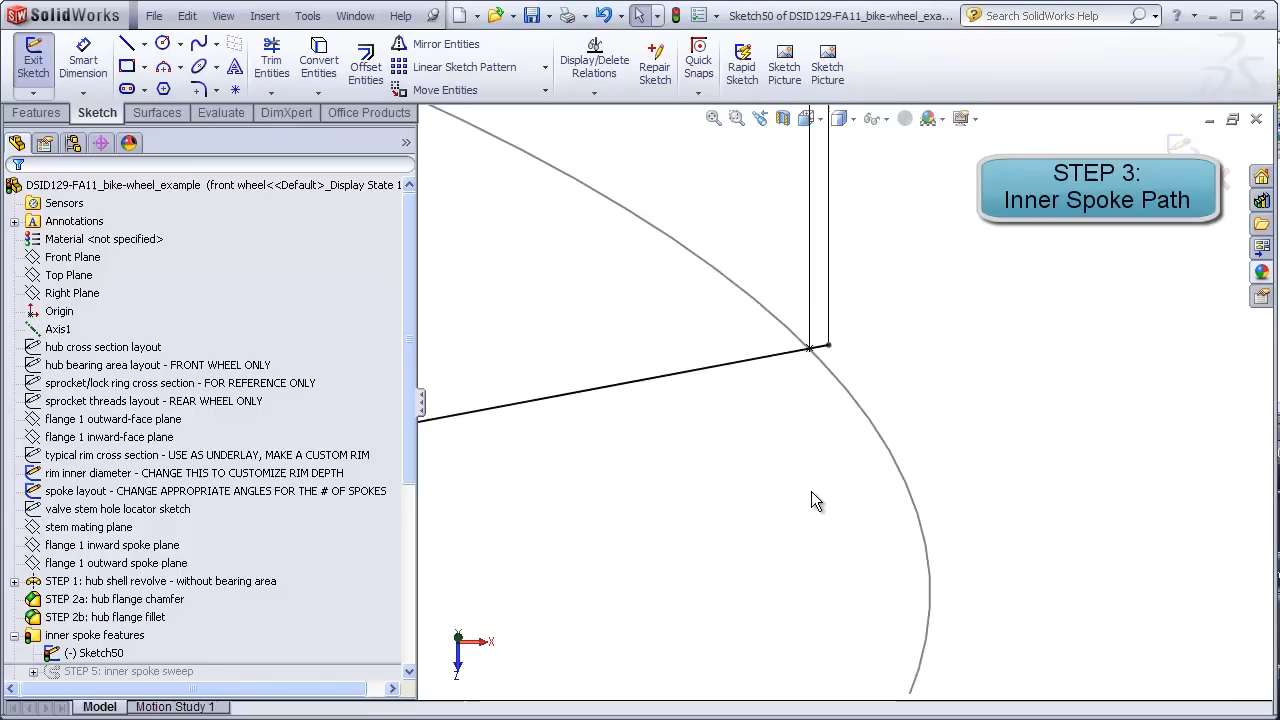 SolidWorks
File
Edit
View
Insert
Tools
Window
Help
Sketch50 of DSID129-FA11_bike-wheel_exa...
Search SolidWorks Help
Exit Sketch
Smart Dimension
Trim Entities
Convert Entities
Offset Entities
Mirror Entities
Linear Sketch Pattern
Move Entities
Display/Delete Relations
Repair Sketch
Quick Snaps
Rapid Sketch
Sketch Picture
Sketch Picture
Features
Sketch
Surfaces
Evaluate
DimXpert
Office Products
STEP 3:
Inner Spoke Path
DSID129-FA11_bike-wheel_example (front wheel<<Default>_Display State 1
Sensors
Annotations
Material <not specified>
Front Plane
Top Plane
Right Plane
Origin
Axis1
hub cross section layout
hub bearing area layout - FRONT WHEEL ONLY
sprocket/lock ring cross section - FOR REFERENCE ONLY
sprocket threads layout - REAR WHEEL ONLY
flange 1 outward-face plane
flange 1 inward-face plane
typical rim cross section - USE AS UNDERLAY, MAKE A CUSTOM RIM
rim inner diameter - CHANGE THIS TO CUSTOMIZE RIM DEPTH
spoke layout - CHANGE APPROPRIATE ANGLES FOR THE # OF SPOKES
valve stem hole locator sketch
stem mating plane
flange 1 inward spoke plane
flange 1 outward spoke plane
STEP 1: hub shell revolve - without bearing area
STEP 2a: hub flange chamfer
STEP 2b: hub flange fillet
inner spoke features
(-) Sketch50
STEP 5: inner spoke sweep
Y
X
Z
Model
Motion Study 1